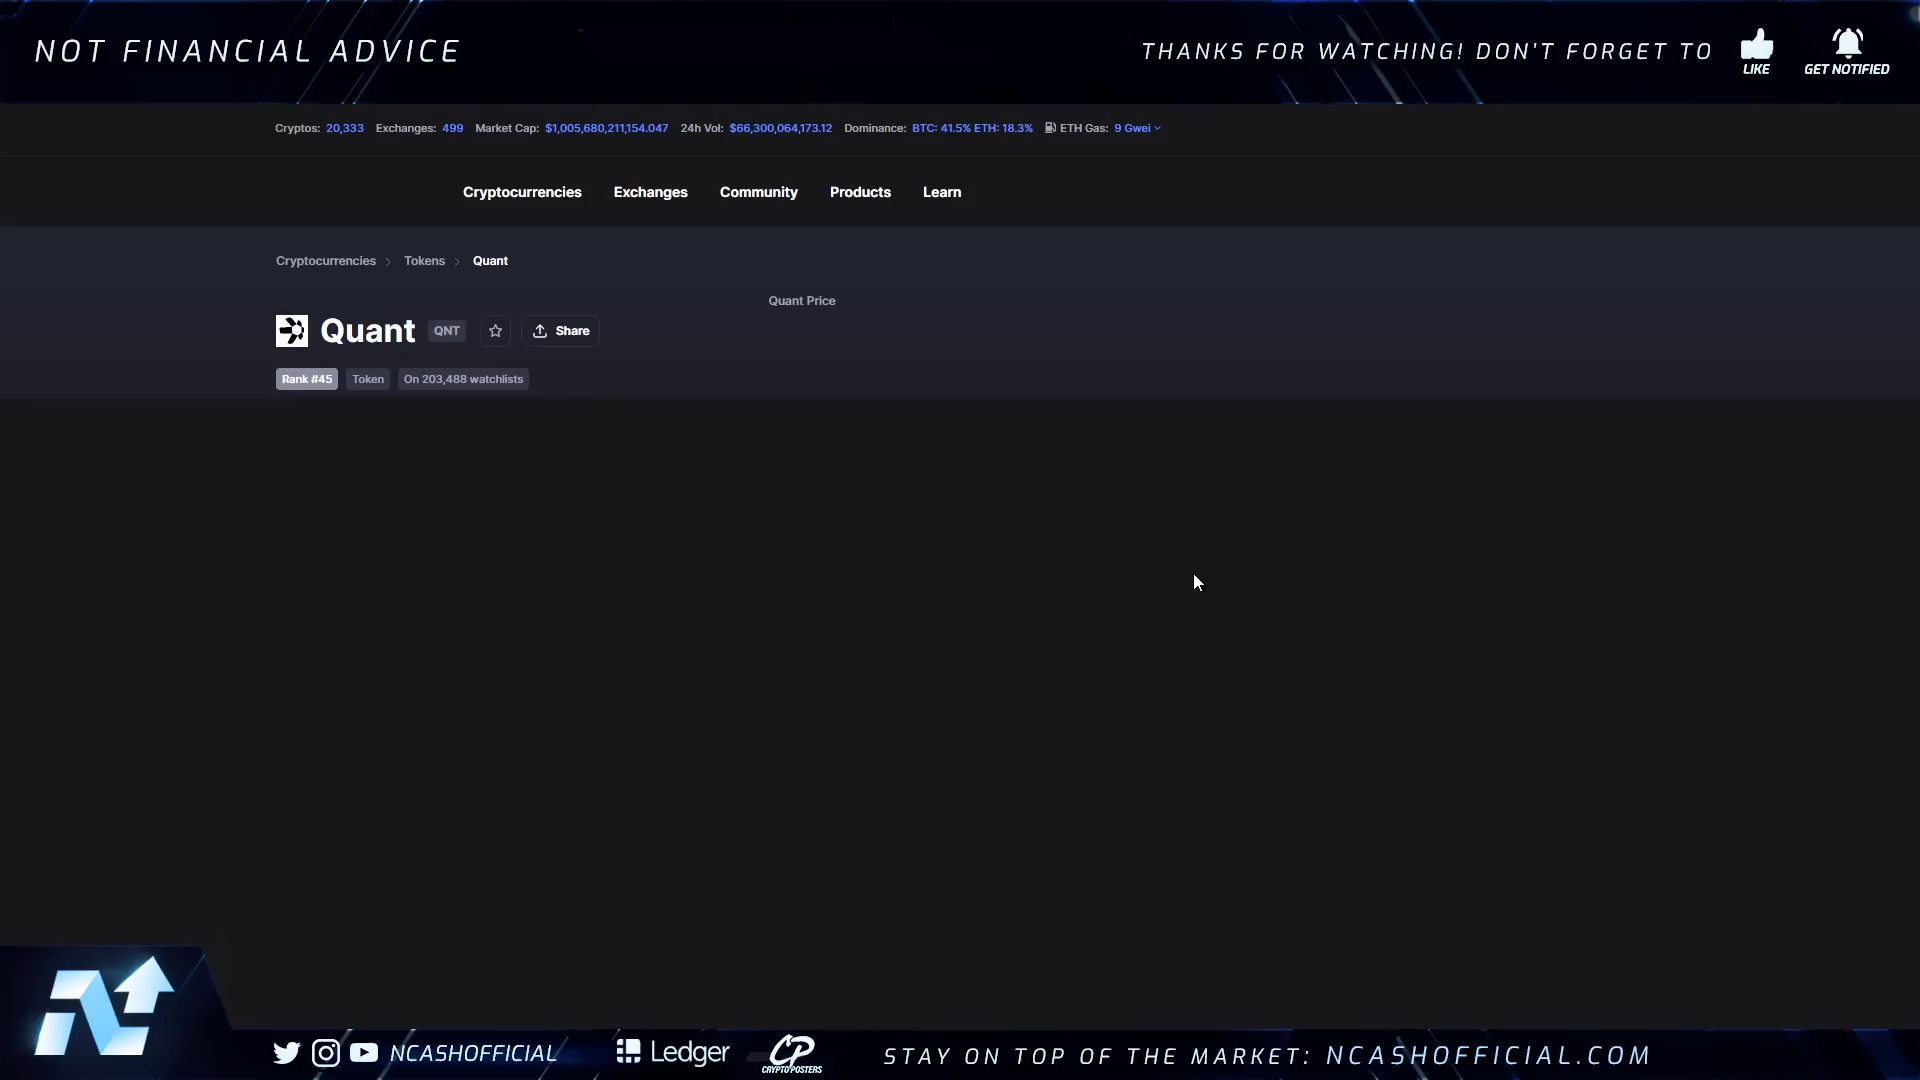 NOT FINANCIAL ADVICE
THANKS FOR WATCHING! DON'T FORGET TO
LIKE
GET NOTIFIED
Cryptos: 20,333 Exchanges: 499 Market Cap: $1,005,680,211,154.047 24h Vol: $66,300,064,173.12 Dominance: BTC: 41.5% ETH: 18.3% ETH Gas: 9 Gwei
Cryptocurrencies Exchanges Community Products Learn
Cryptocurrencies Tokens Quant
Quant Price
Quant QNT Share
Rank #45 Token On 203,488 watchlists
NCASHOFFICIAL
Ledger
CP
CRYPTO POSTERS
STAY ON TOP OF THE MARKET: NCASHOFFICIAL.COM